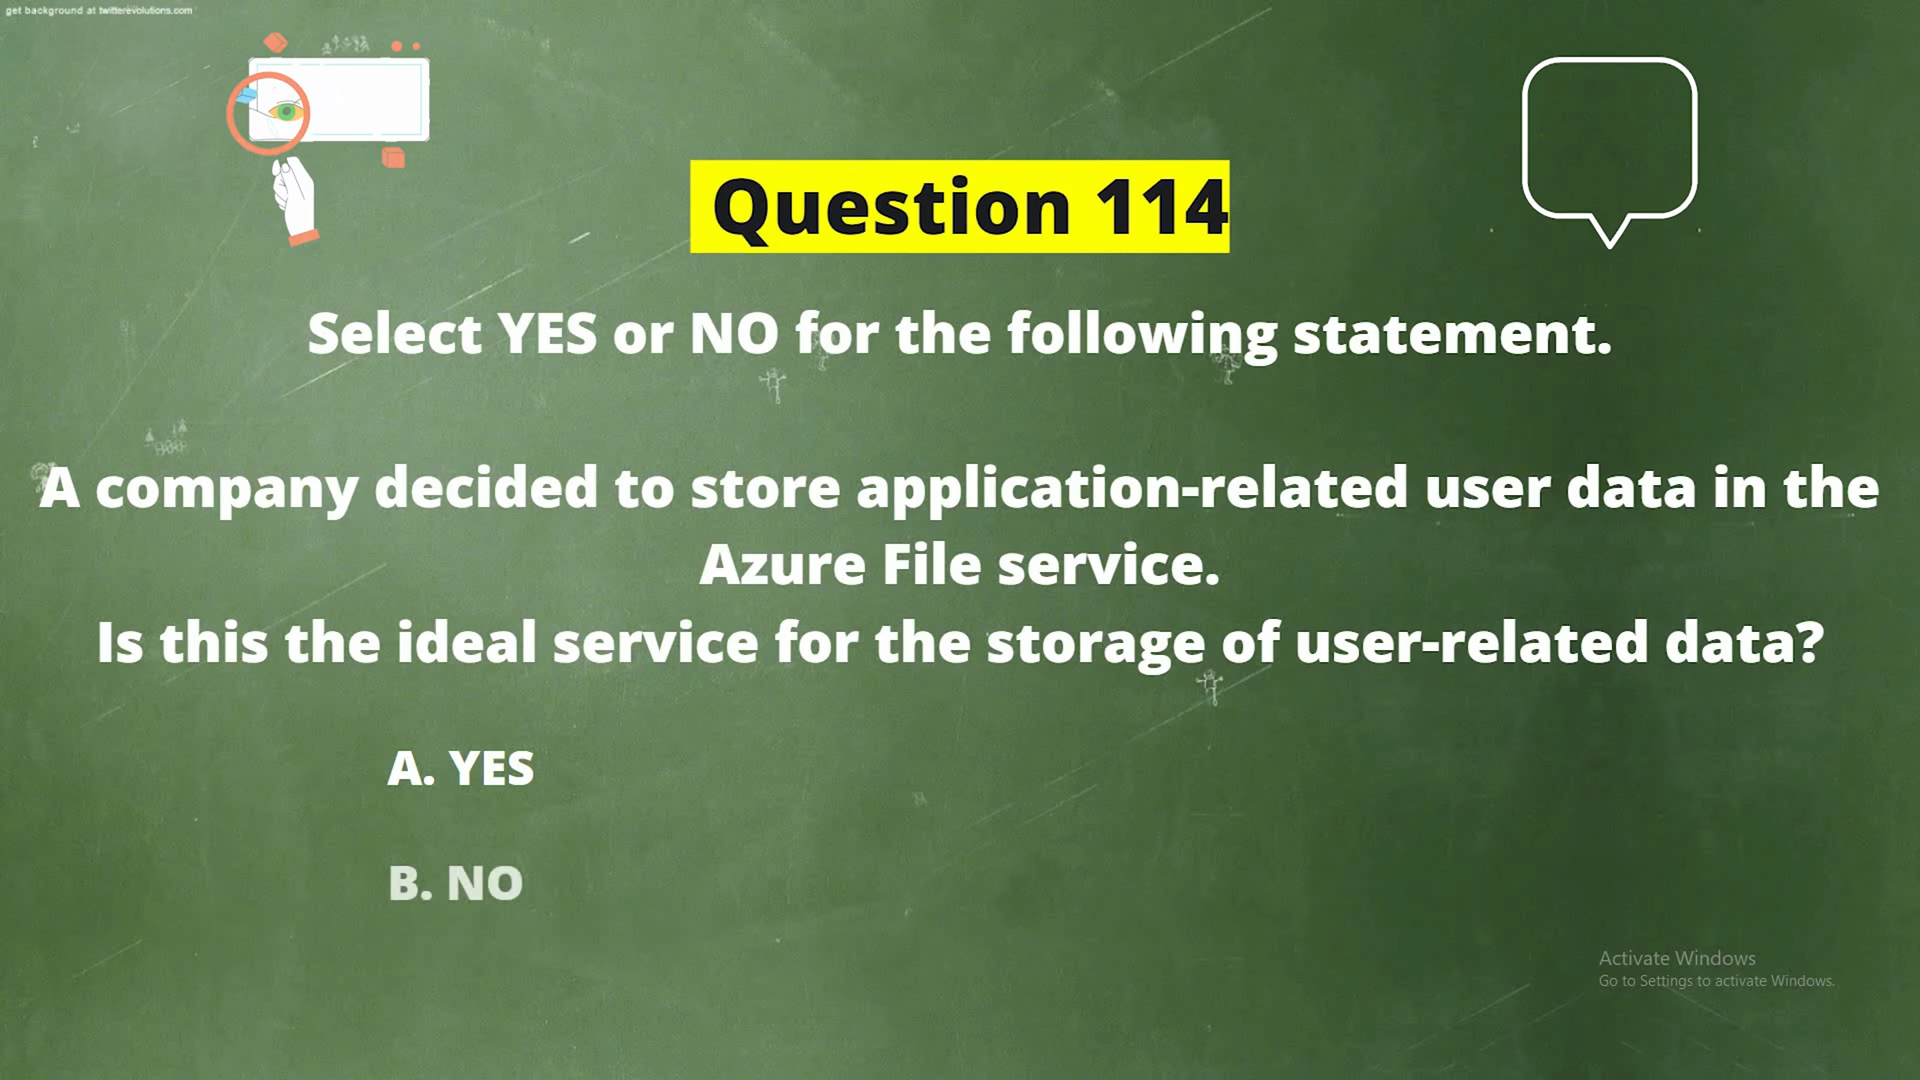 get background at twitterevolutions.com
Question 114
Select YES or NO for the following statement.
A company decided to store application-related user data in the
Azure File service.
Is this the ideal service for the storage of user-related data?
A. YES
B. NO
Activate Windows
Go to Settings to activate Windows.